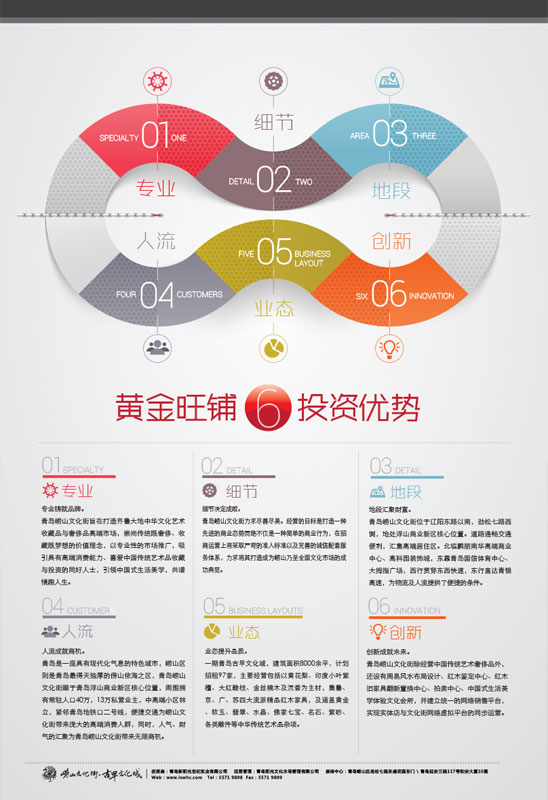 SPECIALTY 01 ONE
专业
细节
DETAIL 02 TWO
AREA 03 THREE
地段
人流
FOUR 04 CUSTOMERS
FIVE 05 BUSINESS LAYOUT
业态
创新
SIX 06 INNOVATION
黄金旺铺 6 投资优势
01 SPECIALTY
专业
专业铸就品牌。
青岛崂山文化街旨在打造齐鲁大地中华文化艺术
收藏品与奢侈品高端市场，崇尚传统既奢侈、收
藏既梦想的价值理念，以专业性的市场推广，吸
引具有高端消费能力、喜爱中国传统艺术品收藏
与投资的同好人士，引领中国式生活美学，共谱
情趣人生。
02 DETAIL
细节
细节决定成败。
青岛崂山文化街力求尽善尽美。经营的目标是打造一种
先进的商业态势而绝不仅是一种简单的商业行为，在招
商运营上将采取严苛的准入标准以及完善的诚信配套服
务体系，力求将其打造成为崂山乃至全国文化市场的成
功典范。
03 DETAIL
地段
地段汇聚财富。
青岛崂山文化街位于辽阳东路以南，劲松七路西
侧，地处浮山商业新区核心位置。道路通畅交通
便利，汇集高端居住区。北临鹏丽南华高端商业
中心、高科园装饰城，东靠青岛国信体育中心、
大拇指广场，西行贯穿东西快速，东行直达青银
高速，为物流及人流提供了便捷的条件。
04 CUSTOMER
人流
人流成就商机。
青岛是一座具有现代化气息的特色城市，崂山区
则是青岛最得天独厚的傍山依海之区，青岛崂山
文化街雄于青岛浮山商业新区核心位置，周围拥
有常驻人口40万，13万私营业主，中高端小区林
立，紧邻青岛地铁口二号线，便捷交通为崂山文
化街带来庞大的高端消费人群，同时，人气、财
气的汇聚为青岛崂山文化街带来无限商机。
05 BUSINESS LAYOUTS
业态
业态提升品质。
一期青岛古早文化城，建筑面积8000余平，计划
招租97家，主要经营包括以黄花梨、印度小叶紫
檀、大红酸枝、金丝楠木及沉香为主材，集鲁、
京、广、苏四大流派精品红木家具，及涵盖黄金
、软玉、翡翠、水晶、佛家七宝、名石、紫砂、
各类雕件等中华传统艺术品杂项。
06 INNOVATION
创新
创新成就未来。
青岛崂山文化街除经营中国传统艺术奢侈品外，
还设有周易风水布局设计、红木鉴定中心、红木
旧家具翻新置换中心、拍卖中心、中国式生活美
学体验文化会所，并建立统一的网络销售平台，
实现实体店与文化街网络虚拟平台的同步运营。
崂山文化街·古早文化城
Web : www.lswhc.com Tel : 5571 9898 5571 9899